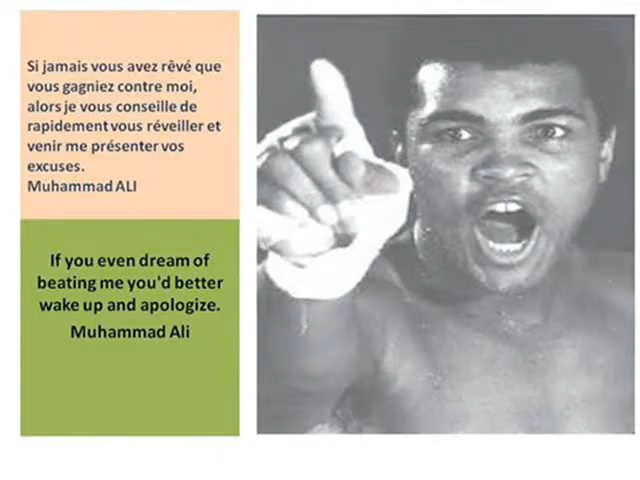 Si jamais vous avez rêvé que
vous gagniez contre moi,
alors je vous conseille de
rapidement vous réveiller et
venir me présenter vos
excuses.
Muhammad ALI
If you even dream of
beating me you'd better
wake up and apologize.
Muhammad Ali